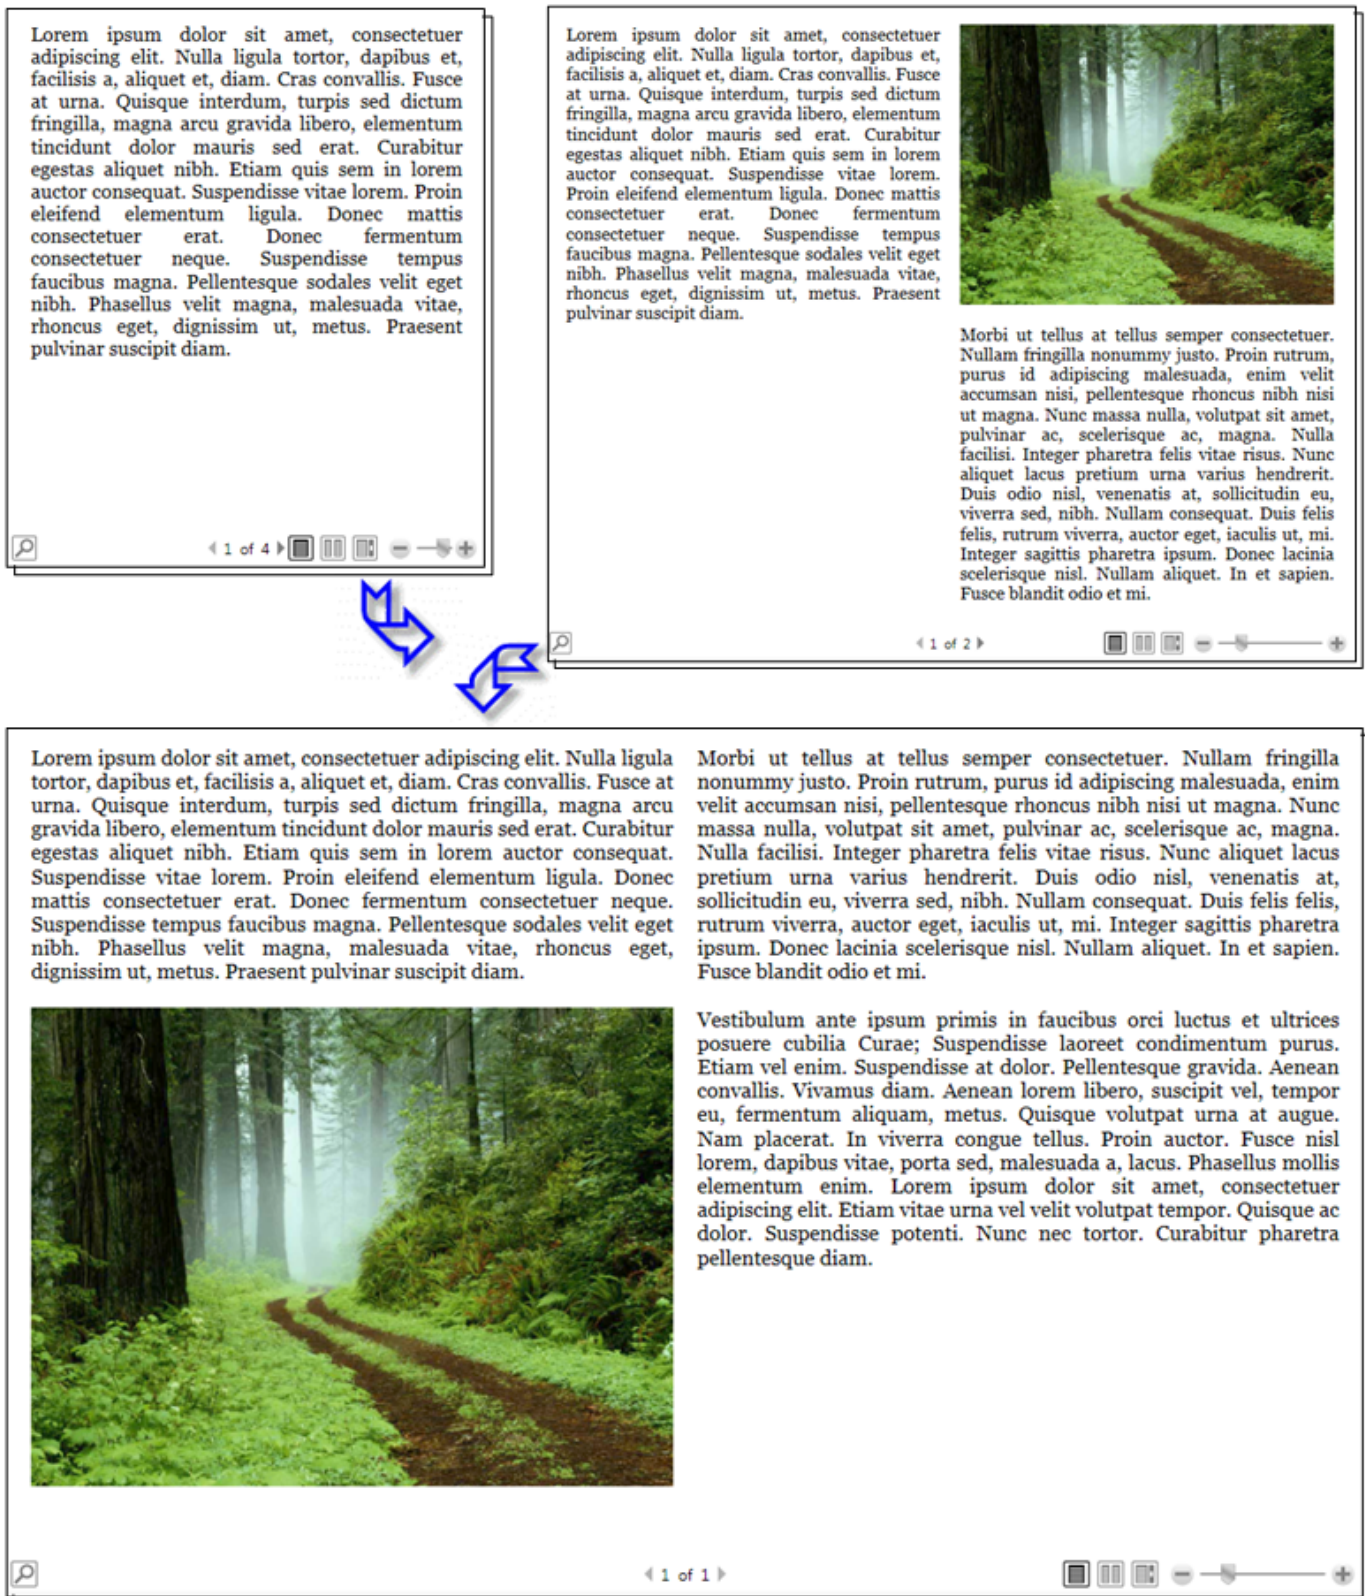 Lorem ipsum dolor sit amet, consectetuer
adipiscing elit. Nulla ligula tortor, dapibus et,
facilisis a, aliquet et, diam. Cras convallis. Fusce
at urna. Quisque interdum, turpis sed dictum
fringilla, magna arcu gravida libero, elementum
tincidunt dolor mauris sed erat. Curabitur
egestas aliquet nibh. Etiam quis sem in lorem
auctor consequat. Suspendisse vitae lorem. Proin
eleifend elementum ligula. Donec mattis
consectetuer erat. Donec fermentum
consectetuer neque. Suspendisse tempus
faucibus magna. Pellentesque sodales velit eget
nibh. Phasellus velit magna, malesuada vitae,
rhoncus eget, dignissim ut, metus. Praesent
pulvinar suscipit diam.
1 of 4
Lorem ipsum dolor sit amet, consectetuer
adipiscing elit. Nulla ligula tortor, dapibus et,
facilisis a, aliquet et, diam. Cras convallis. Fusce
at urna. Quisque interdum, turpis sed dictum
fringilla, magna arcu gravida libero, elementum
tincidunt dolor mauris sed erat. Curabitur
egestas aliquet nibh. Etiam quis sem in lorem
auctor consequat. Suspendisse vitae lorem.
Proin eleifend elementum ligula. Donec mattis
consectetuer erat. Donec fermentum
consectetuer neque. Suspendisse tempus
faucibus magna. Pellentesque sodales velit eget
nibh. Phasellus velit magna, malesuada vitae,
rhoncus eget, dignissim ut, metus. Praesent
pulvinar suscipit diam.
Morbi ut tellus at tellus semper consectetuer.
Nullam fringilla nonummy justo. Proin rutrum,
purus id adipiscing malesuada, enim velit
accumsan nisi, pellentesque rhoncus nibh nisi
ut magna. Nunc massa nulla, volutpat sit amet,
pulvinar ac, scelerisque ac, magna. Nulla
facilisi. Integer pharetra felis vitae risus. Nunc
aliquet lacus pretium urna varius hendrerit.
Duis odio nisl, venenatis at, sollicitudin eu,
viverra sed, nibh. Nullam consequat. Duis felis
felis, rutrum viverra, auctor eget, iaculis ut, mi.
Integer sagittis pharetra ipsum. Donec lacinia
scelerisque nisl. Nullam aliquet. In et sapien.
Fusce blandit odio et mi.
1 of 2
Lorem ipsum dolor sit amet, consectetuer adipiscing elit. Nulla ligula
tortor, dapibus et, facilisis a, aliquet et, diam. Cras convallis. Fusce at
urna. Quisque interdum, turpis sed dictum fringilla, magna arcu
gravida libero, elementum tincidunt dolor mauris sed erat. Curabitur
egestas aliquet nibh. Etiam quis sem in lorem auctor consequat.
Suspendisse vitae lorem. Proin eleifend elementum ligula. Donec
mattis consectetuer erat. Donec fermentum consectetuer neque.
Suspendisse tempus faucibus magna. Pellentesque sodales velit eget
nibh. Phasellus velit magna, malesuada vitae, rhoncus eget,
dignissim ut, metus. Praesent pulvinar suscipit diam.
Morbi ut tellus at tellus semper consectetuer. Nullam fringilla
nonummy justo. Proin rutrum, purus id adipiscing malesuada, enim
velit accumsan nisi, pellentesque rhoncus nibh nisi ut magna. Nunc
massa nulla, volutpat sit amet, pulvinar ac, scelerisque ac, magna.
Nulla facilisi. Integer pharetra felis vitae risus. Nunc aliquet lacus
pretium urna varius hendrerit. Duis odio nisl, venenatis at,
sollicitudin eu, viverra sed, nibh. Nullam consequat. Duis felis felis,
rutrum viverra, auctor eget, iaculis ut, mi. Integer sagittis pharetra
ipsum. Donec lacinia scelerisque nisl. Nullam aliquet. In et sapien.
Fusce blandit odio et mi.
Vestibulum ante ipsum primis in faucibus orci luctus et ultrices
posuere cubilia Curae; Suspendisse laoreet condimentum purus.
Etiam vel enim. Suspendisse at dolor. Pellentesque gravida. Aenean
convallis. Vivamus diam. Aenean lorem libero, suscipit vel, tempor
eu, fermentum aliquam, metus. Quisque volutpat urna at augue.
Nam placerat. In viverra congue tellus. Proin auctor. Fusce nisl
lorem, dapibus vitae, porta sed, malesuada a, lacus. Phasellus mollis
elementum enim. Lorem ipsum dolor sit amet, consectetuer
adipiscing elit. Etiam vitae urna vel velit volutpat tempor. Quisque ac
dolor. Suspendisse potenti. Nunc nec tortor. Curabitur pharetra
pellentesque diam.
1 of 1